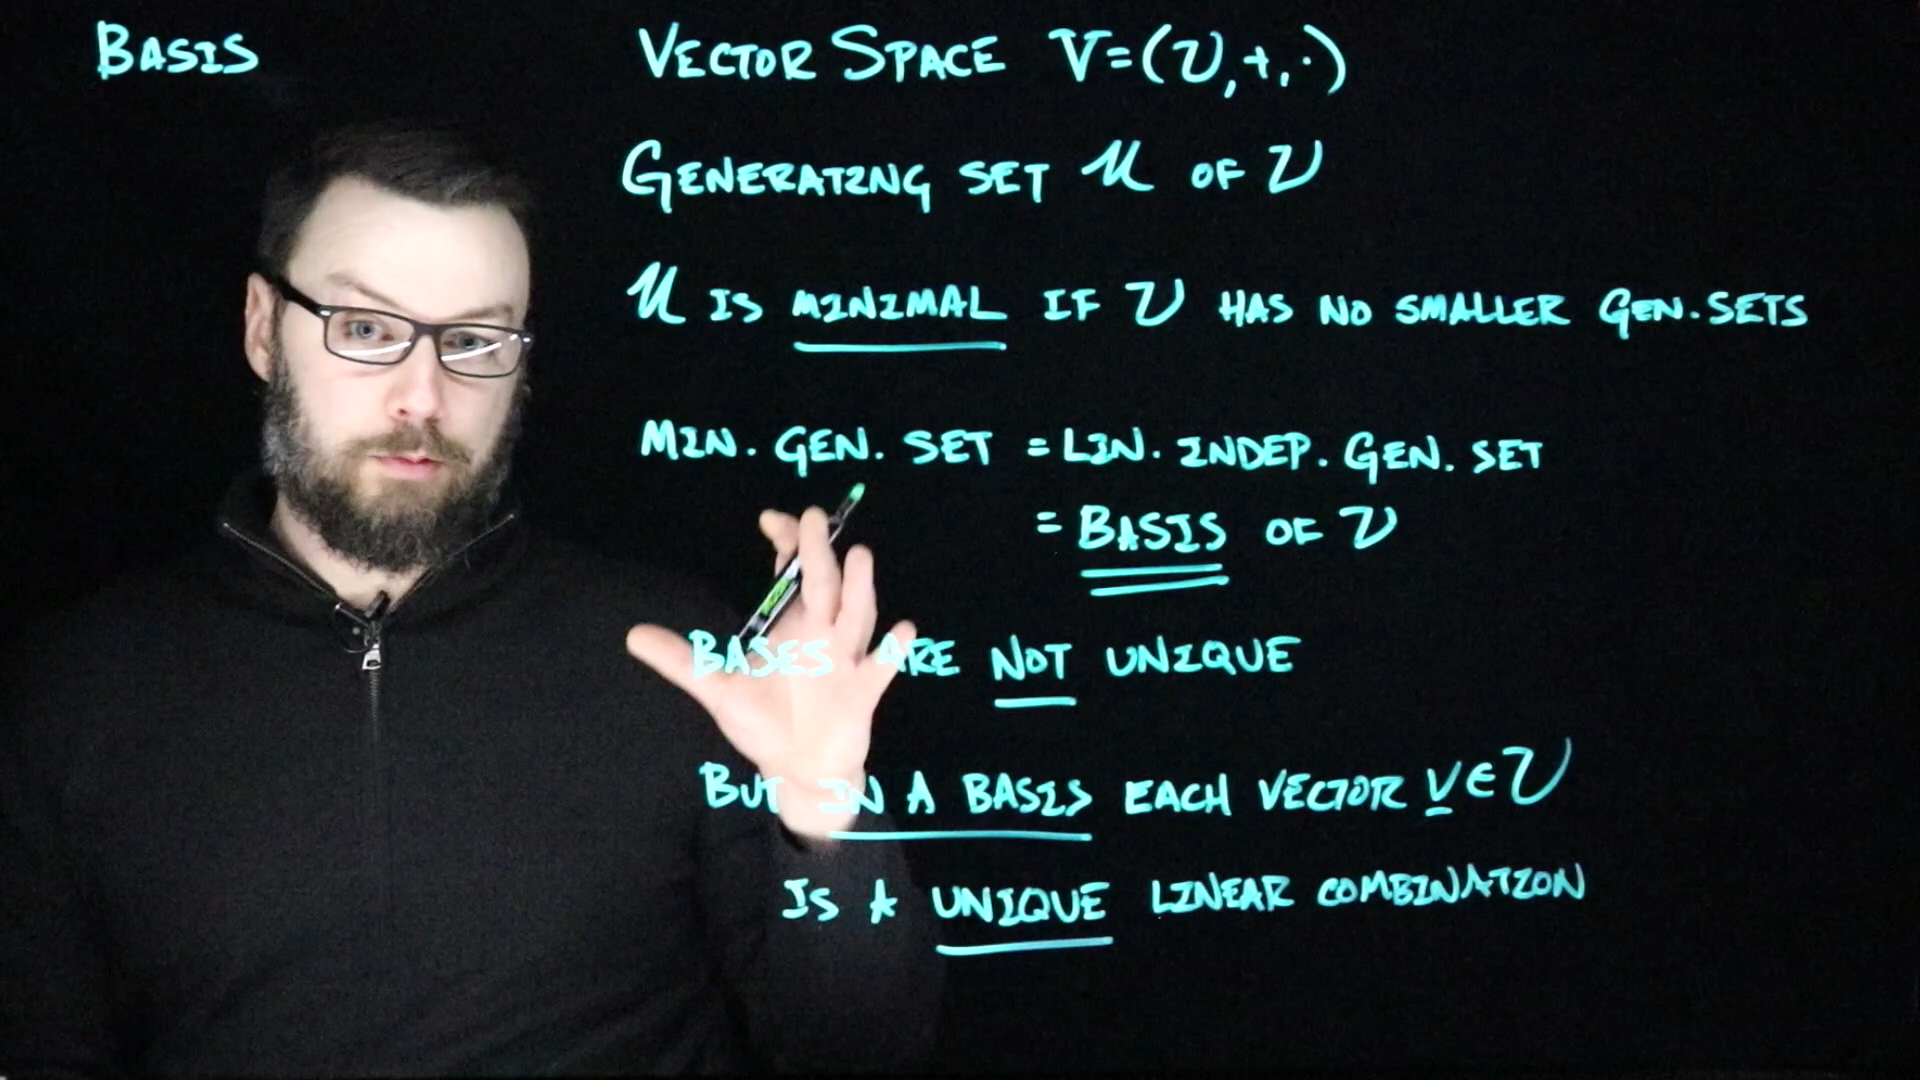 BASIS
VECTOR SPACE V=(𝒱,+,·)
GENERATING SET 𝒰 OF 𝒱
𝒰 IS MINIMAL IF 𝒱 HAS NO SMALLER GEN. SETS
MIN. GEN. SET = LIN. INDEP. GEN. SET
= BASIS OF 𝒱
BASES ARE NOT UNIQUE
BUT IN A BASIS EACH VECTOR v∈𝒱
IS A UNIQUE LINEAR COMBINATION